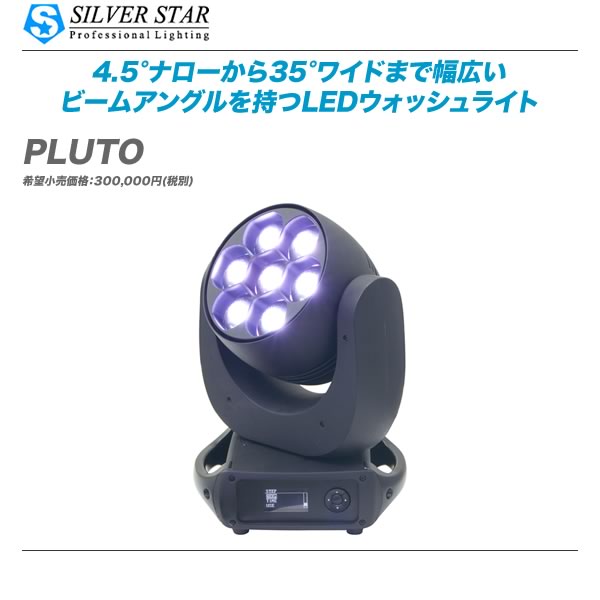 SILVER STAR
Professional Lighting
4.5°ナローから35°ワイドまで幅広い
ビームアングルを持つLEDウォッシュライト
PLUTO
希望小売価格:300,000円(税別)